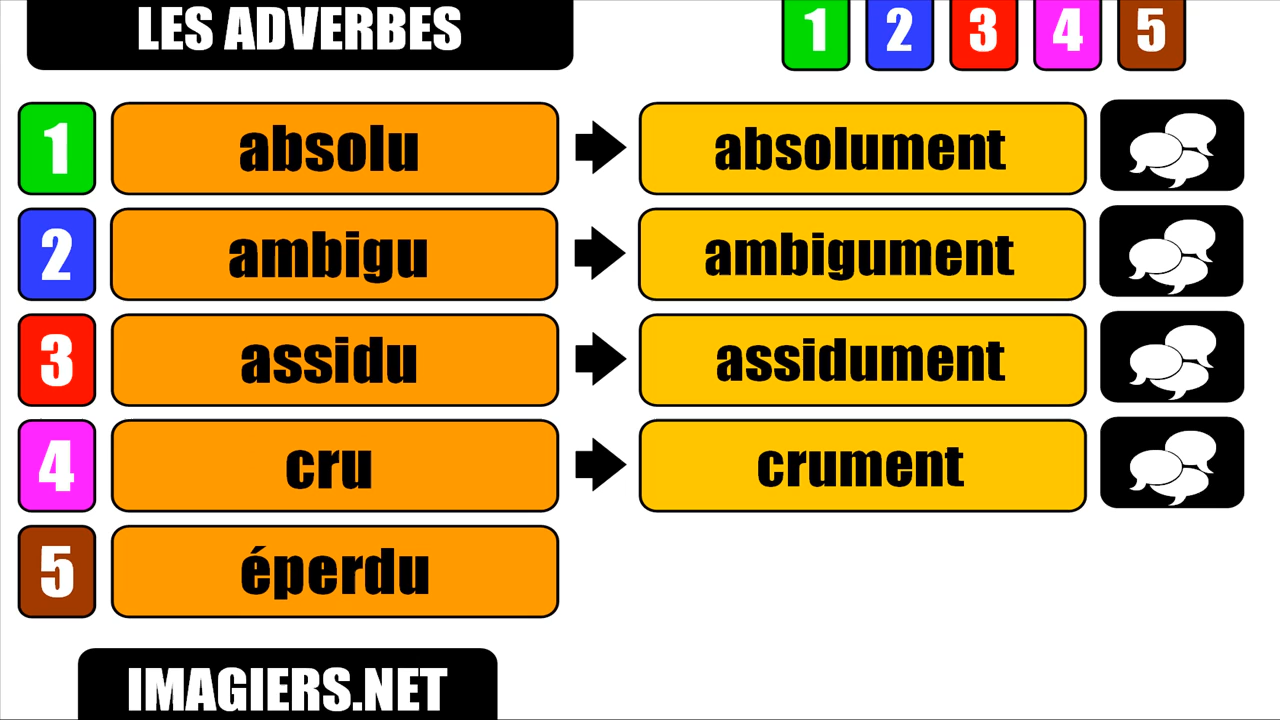 LES ADVERBES
1 2 3 4 5
1 absolu absolument
2 ambigu ambigument
3 assidu assidument
4 cru crument
5 éperdu
IMAGIERS.NET